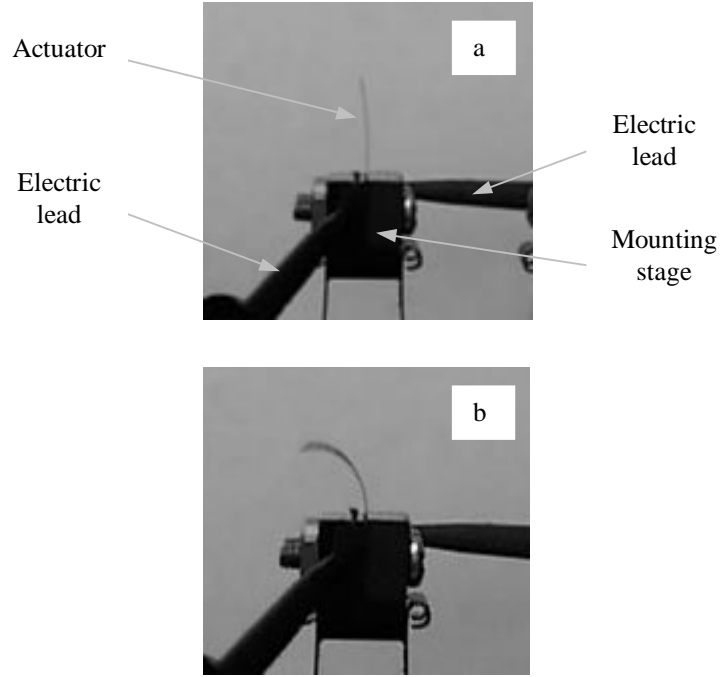 Actuator
a
Electric
lead
Electric
lead
Mounting
stage
b